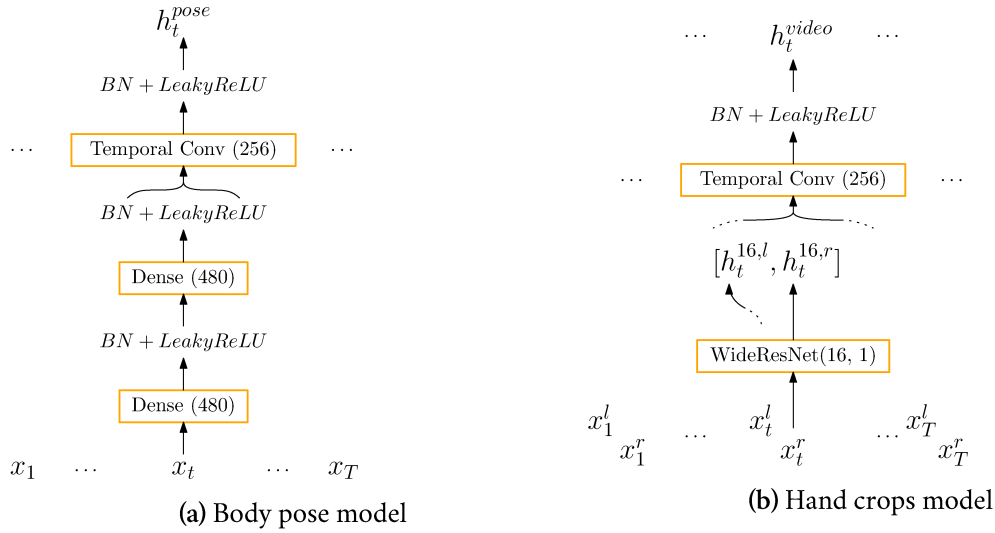 h_t^{pose}
BN + LeakyReLU
... Temporal Conv (256) ...
BN + LeakyReLU
Dense (480)
BN + LeakyReLU
Dense (480)
x_1 ... x_t ... x_T
(a) Body pose model
... h_t^{video} ...
BN + LeakyReLU
... Temporal Conv (256) ...
[h_t^{16,l}, h_t^{16,r}]
WideResNet(16, 1)
x_1^l x_t^l x_T^l
x_1^r ... x_t^r ... x_T^r
(b) Hand crops model